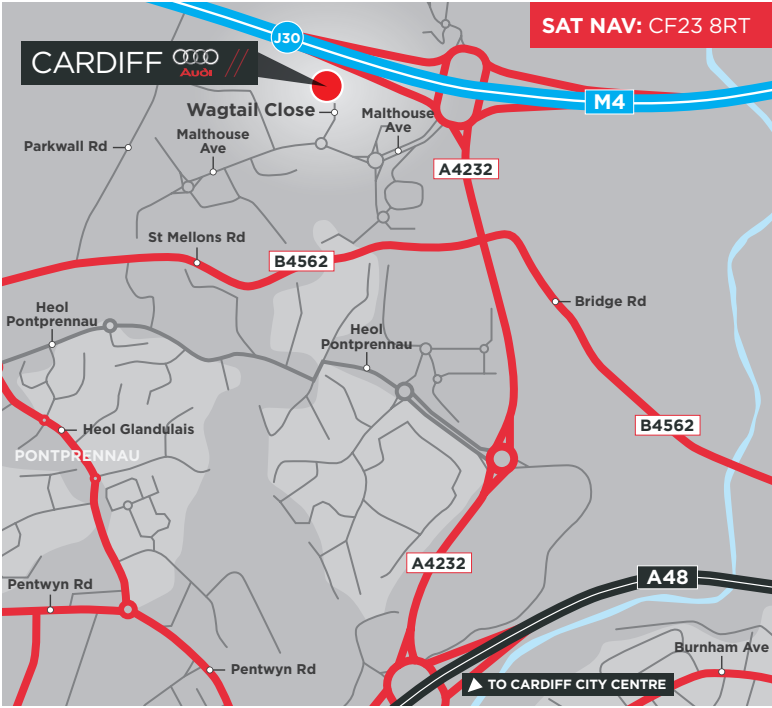 SAT NAV: CF23 8RT
J30
CARDIFF Audi
M4
Wagtail Close
Malthouse
Ave
Malthouse
Ave
Parkwall Rd
A4232
St Mellons Rd
B4562
Bridge Rd
Heol
Pontprennau
Heol
Pontprennau
Heol Glandulais
B4562
PONTPRENNAU
A4232
A48
Pentwyn Rd
Burnham Ave
Pentwyn Rd
TO CARDIFF CITY CENTRE